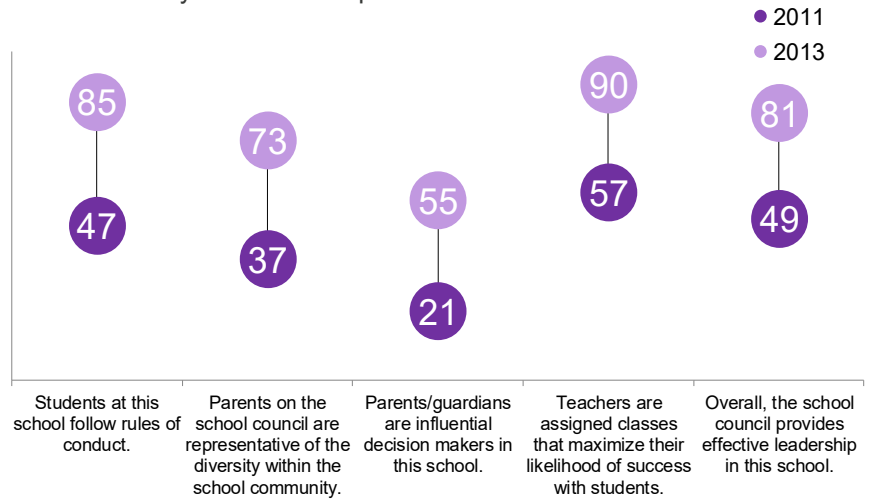 2011
2013
85
73
55
90
81
47
37
21
57
49
Students at this
school follow rules of
conduct.
Parents on the
school council are
representative of the
diversity within the
school community.
Parents/guardians
are influential
decision makers in
this school.
Teachers are
assigned classes
that maximize their
likelihood of success
with students.
Overall, the school
council provides
effective leadership
in this school.